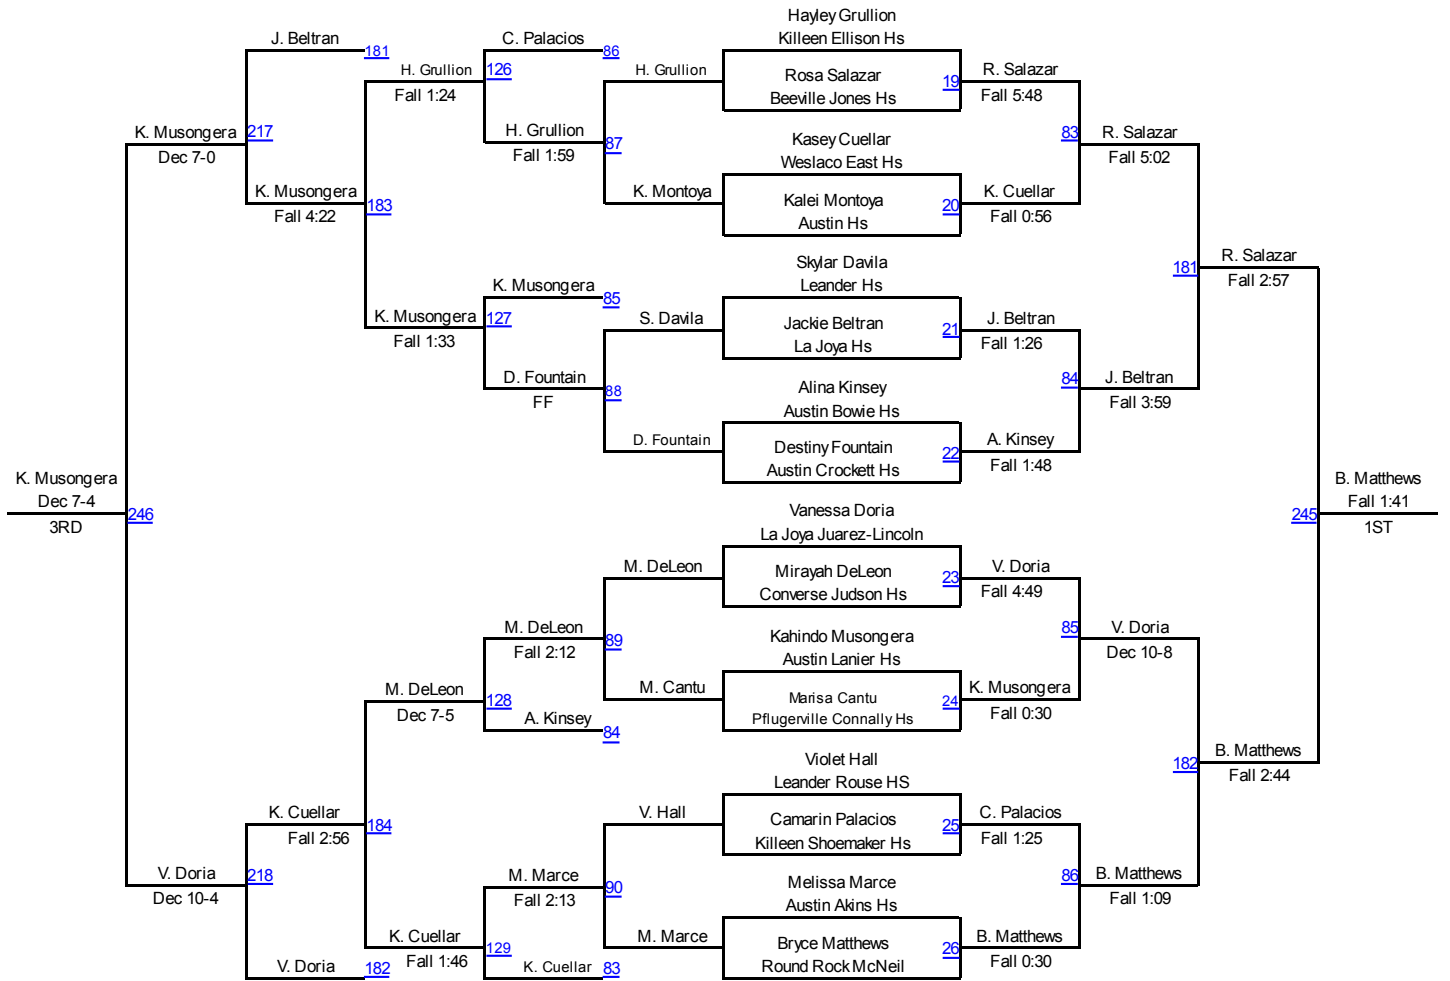 Hayley Grullion
Killeen Ellison Hs
J. Beltran
181
C. Palacios
86
H. Grullion
126
H. Grullion
Rosa Salazar
19
R. Salazar
Fall 1:24
Beeville Jones Hs
Fall 5:48
K. Musongera
217
H. Grullion
87
Kasey Cuellar
83
R. Salazar
Dec 7-0
Fall 1:59
Weslaco East Hs
Fall 5:02
K. Musongera
183
K. Montoya
Kalei Montoya
20
K. Cuellar
Fall 4:22
Austin Hs
Fall 0:56
Skylar Davila
181
R. Salazar
Leander Hs
Fall 2:57
K. Musongera
85
K. Musongera
127
S. Davila
Jackie Beltran
21
J. Beltran
Fall 1:33
La Joya Hs
Fall 1:26
D. Fountain
88
Alina Kinsey
84
J. Beltran
FF
Austin Bowie Hs
Fall 3:59
D. Fountain
Destiny Fountain
22
A. Kinsey
Austin Crockett Hs
Fall 1:48
K. Musongera
B. Matthews
Dec 7-4
Fall 1:41
246
Vanessa Doria
245
3RD
La Joya Juarez-Lincoln
1ST
M. DeLeon
Mirayah DeLeon
23
V. Doria
Converse Judson Hs
Fall 4:49
M. DeLeon
89
Kahindo Musongera
85
V. Doria
Fall 2:12
Austin Lanier Hs
Dec 10-8
M. DeLeon
128
M. Cantu
Marisa Cantu
24
K. Musongera
Dec 7-5
Pflugerville Connally Hs
Fall 0:30
A. Kinsey
84
Violet Hall
182
B. Matthews
Leander Rouse HS
Fall 2:44
K. Cuellar
184
V. Hall
Camarin Palacios
25
C. Palacios
Fall 2:56
Killeen Shoemaker Hs
Fall 1:25
V. Doria
218
M. Marce
90
Melissa Marce
86
B. Matthews
Dec 10-4
Fall 2:13
Austin Akins Hs
Fall 1:09
K. Cuellar
129
M. Marce
Bryce Matthews
26
B. Matthews
Fall 1:46
Round Rock McNeil
Fall 0:30
V. Doria
182
K. Cuellar
83